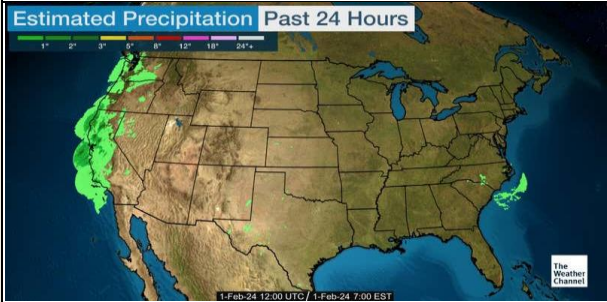 Estimated Precipitation Past 24 Hours
1" 2" 3" 5" 8" 12" 18" 24"+
The
Weather
Channel
1-Feb-24 12:00 UTC / 1-Feb-24 7:00 EST